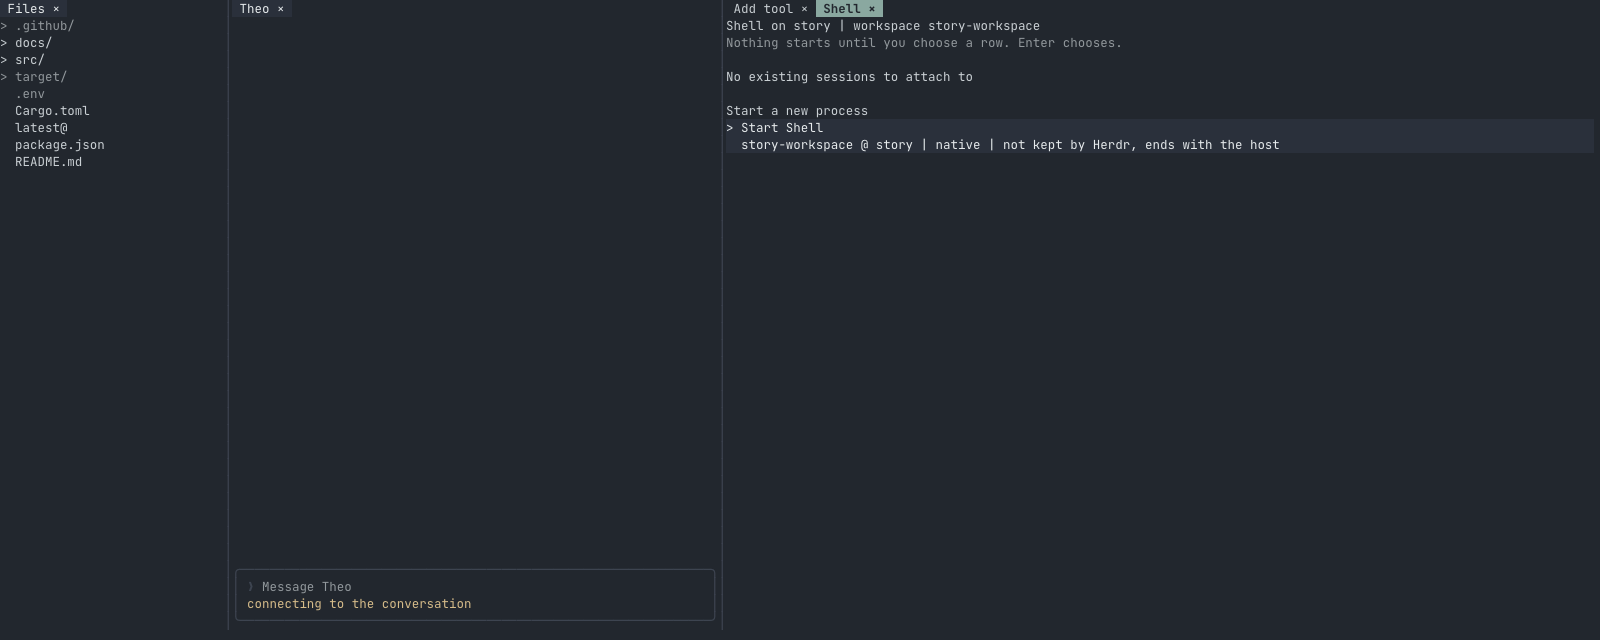 Files ×
> .github/
> docs/
> src/
> target/
.env
Cargo.toml
latest@
package.json
README.md
Theo ×
⟩ Message Theo
connecting to the conversation
Add tool × Shell ×
Shell on story | workspace story-workspace
Nothing starts until you choose a row. Enter chooses.
No existing sessions to attach to
Start a new process
> Start Shell
story-workspace @ story | native | not kept by Herdr, ends with the host